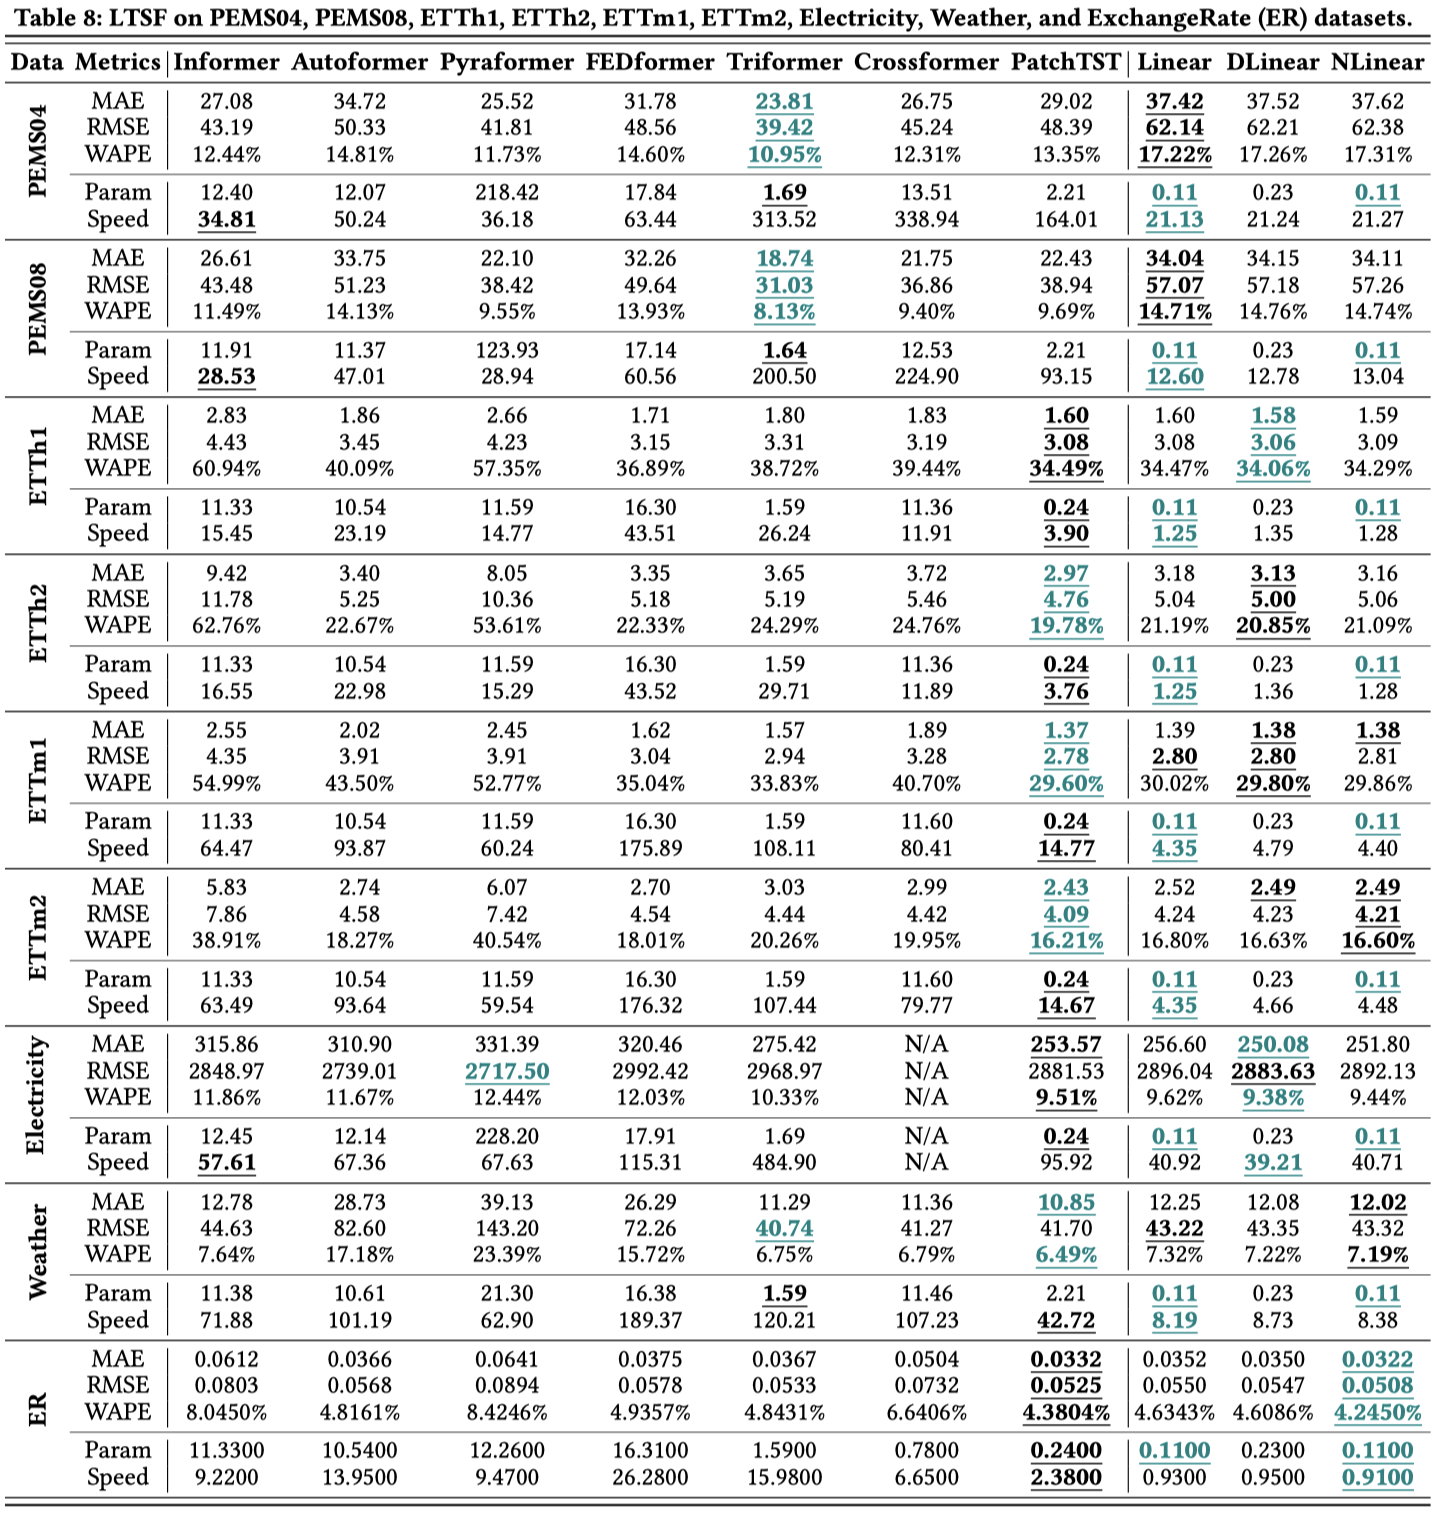 Table 8: LTSF on PEMS04, PEMS08, ETTh1, ETTh2, ETTm1, ETTm2, Electricity, Weather, and ExchangeRate (ER) datasets.
Data Metrics Informer Autoformer Pyraformer FEDformer Triformer Crossformer PatchTST Linear DLinear NLinear
PEMS04
MAE 27.08 34.72 25.52 31.78 23.81 26.75 29.02 37.42 37.52 37.62
RMSE 43.19 50.33 41.81 48.56 39.42 45.24 48.39 62.14 62.21 62.38
WAPE 12.44% 14.81% 11.73% 14.60% 10.95% 12.31% 13.35% 17.22% 17.26% 17.31%
Param 12.40 12.07 218.42 17.84 1.69 13.51 2.21 0.11 0.23 0.11
Speed 34.81 50.24 36.18 63.44 313.52 338.94 164.01 21.13 21.24 21.27
PEMS08
MAE 26.61 33.75 22.10 32.26 18.74 21.75 22.43 34.04 34.15 34.11
RMSE 43.48 51.23 38.42 49.64 31.03 36.86 38.94 57.07 57.18 57.26
WAPE 11.49% 14.13% 9.55% 13.93% 8.13% 9.40% 9.69% 14.71% 14.76% 14.74%
Param 11.91 11.37 123.93 17.14 1.64 12.53 2.21 0.11 0.23 0.11
Speed 28.53 47.01 28.94 60.56 200.50 224.90 93.15 12.60 12.78 13.04
ETTh1
MAE 2.83 1.86 2.66 1.71 1.80 1.83 1.60 1.60 1.58 1.59
RMSE 4.43 3.45 4.23 3.15 3.31 3.19 3.08 3.08 3.06 3.09
WAPE 60.94% 40.09% 57.35% 36.89% 38.72% 39.44% 34.49% 34.47% 34.06% 34.29%
Param 11.33 10.54 11.59 16.30 1.59 11.36 0.24 0.11 0.23 0.11
Speed 15.45 23.19 14.77 43.51 26.24 11.91 3.90 1.25 1.35 1.28
ETTh2
MAE 9.42 3.40 8.05 3.35 3.65 3.72 2.97 3.18 3.13 3.16
RMSE 11.78 5.25 10.36 5.18 5.19 5.46 4.76 5.04 5.00 5.06
WAPE 62.76% 22.67% 53.61% 22.33% 24.29% 24.76% 19.78% 21.19% 20.85% 21.09%
Param 11.33 10.54 11.59 16.30 1.59 11.36 0.24 0.11 0.23 0.11
Speed 16.55 22.98 15.29 43.52 29.71 11.89 3.76 1.25 1.36 1.28
ETTm1
MAE 2.55 2.02 2.45 1.62 1.57 1.89 1.37 1.39 1.38 1.38
RMSE 4.35 3.91 3.91 3.04 2.94 3.28 2.78 2.80 2.80 2.81
WAPE 54.99% 43.50% 52.77% 35.04% 33.83% 40.70% 29.60% 30.02% 29.80% 29.86%
Param 11.33 10.54 11.59 16.30 1.59 11.60 0.24 0.11 0.23 0.11
Speed 64.47 93.87 60.24 175.89 108.11 80.41 14.77 4.35 4.79 4.40
ETTm2
MAE 5.83 2.74 6.07 2.70 3.03 2.99 2.43 2.52 2.49 2.49
RMSE 7.86 4.58 7.42 4.54 4.44 4.42 4.09 4.24 4.23 4.21
WAPE 38.91% 18.27% 40.54% 18.01% 20.26% 19.95% 16.21% 16.80% 16.63% 16.60%
Param 11.33 10.54 11.59 16.30 1.59 11.60 0.24 0.11 0.23 0.11
Speed 63.49 93.64 59.54 176.32 107.44 79.77 14.67 4.35 4.66 4.48
Electricity
MAE 315.86 310.90 331.39 320.46 275.42 N/A 253.57 256.60 250.08 251.80
RMSE 2848.97 2739.01 2717.50 2992.42 2968.97 N/A 2881.53 2896.04 2883.63 2892.13
WAPE 11.86% 11.67% 12.44% 12.03% 10.33% N/A 9.51% 9.62% 9.38% 9.44%
Param 12.45 12.14 228.20 17.91 1.69 N/A 0.24 0.11 0.23 0.11
Speed 57.61 67.36 67.63 115.31 484.90 N/A 95.92 40.92 39.21 40.71
Weather
MAE 12.78 28.73 39.13 26.29 11.29 11.36 10.85 12.25 12.08 12.02
RMSE 44.63 82.60 143.20 72.26 40.74 41.27 41.70 43.22 43.35 43.32
WAPE 7.64% 17.18% 23.39% 15.72% 6.75% 6.79% 6.49% 7.32% 7.22% 7.19%
Param 11.38 10.61 21.30 16.38 1.59 11.46 2.21 0.11 0.23 0.11
Speed 71.88 101.19 62.90 189.37 120.21 107.23 42.72 8.19 8.73 8.38
ER
MAE 0.0612 0.0366 0.0641 0.0375 0.0367 0.0504 0.0332 0.0352 0.0350 0.0322
RMSE 0.0803 0.0568 0.0894 0.0578 0.0533 0.0732 0.0525 0.0550 0.0547 0.0508
WAPE 8.0450% 4.8161% 8.4246% 4.9357% 4.8431% 6.6406% 4.3804% 4.6343% 4.6086% 4.2450%
Param 11.3300 10.5400 12.2600 16.3100 1.5900 0.7800 0.2400 0.1100 0.2300 0.1100
Speed 9.2200 13.9500 9.4700 26.2800 15.9800 6.6500 2.3800 0.9300 0.9500 0.9100